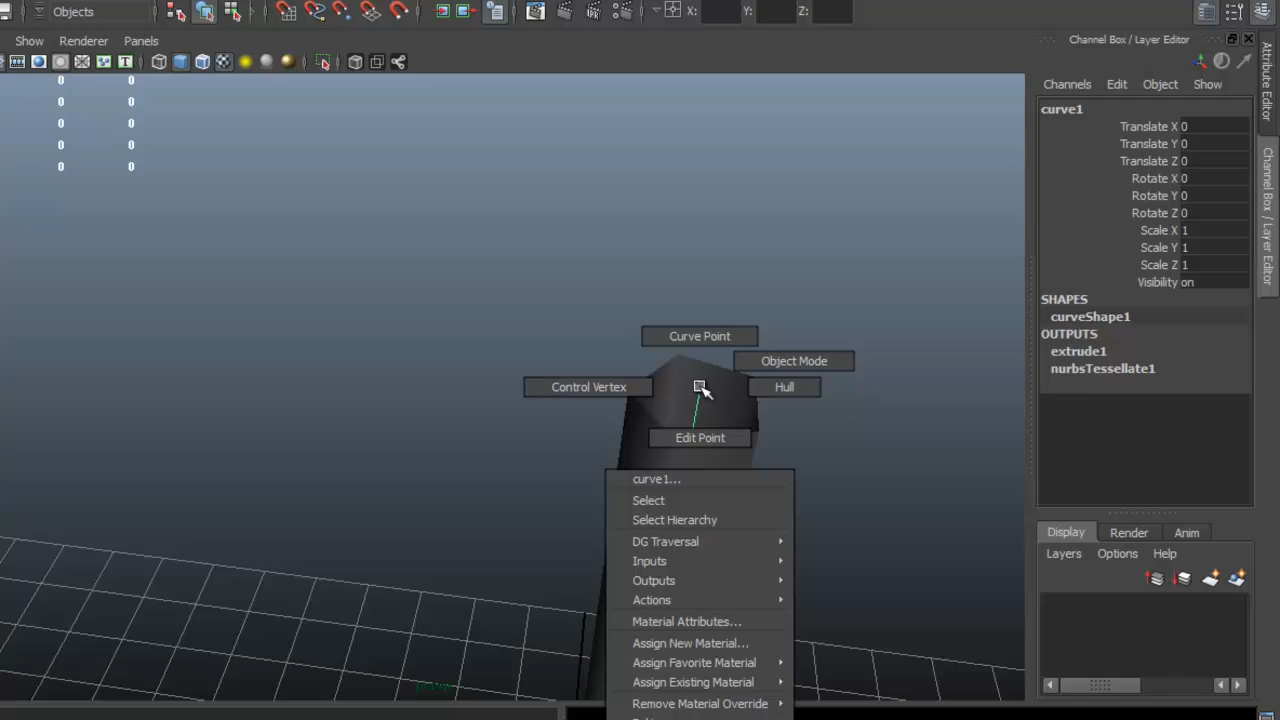 Objects
X:
Y:
Z:
Show Renderer Panels
Channel Box / Layer Editor
T
Channels Edit Object Show
Attribute Editor
Channel Box / Layer Editor
0 0
0 0
0 0
0 0
0 0
curve1
Translate X 0
Translate Y 0
Translate Z 0
Rotate X 0
Rotate Y 0
Rotate Z 0
Scale X 1
Scale Y 1
Scale Z 1
Visibility on
SHAPES
curveShape1
OUTPUTS
extrude1
nurbsTessellate1
Curve Point
Object Mode
Control Vertex
Hull
Edit Point
curve1...
Select
Select Hierarchy
DG Traversal
Inputs
Outputs
Actions
Material Attributes...
Assign New Material...
Assign Favorite Material
Assign Existing Material
Remove Material Override
Display Render Anim
Layers Options Help